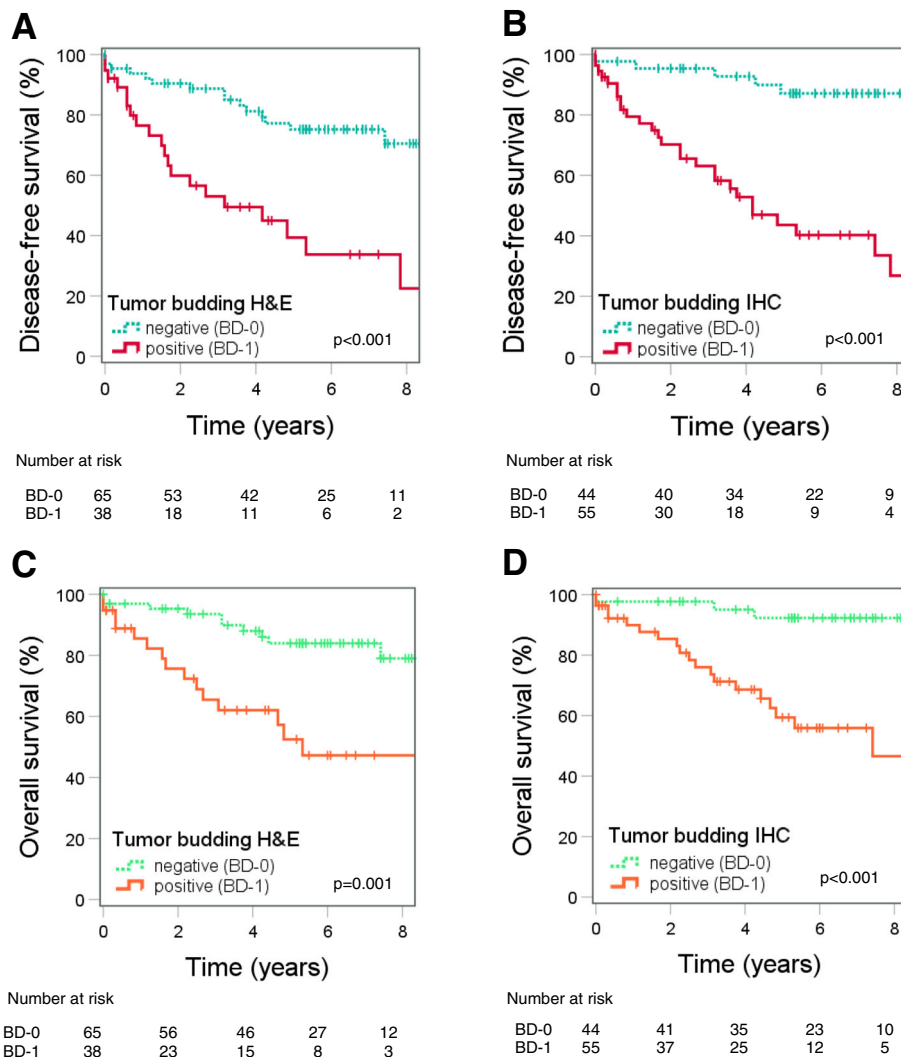 A
Disease-free survival (%)
100
80
60
40
20
0
Tumor budding H&E
negative (BD-0)
positive (BD-1)
p<0.001
0 2 4 6 8
Time (years)
Number at risk
BD-0 65 53 42 25 11
BD-1 38 18 11 6 2
B
Disease-free survival (%)
100
80
60
40
20
0
Tumor budding IHC
negative (BD-0)
positive (BD-1)
p<0.001
0 2 4 6 8
Time (years)
Number at risk
BD-0 44 40 34 22 9
BD-1 55 30 18 9 4
C
Overall survival (%)
100
80
60
40
20
0
Tumor budding H&E
negative (BD-0)
positive (BD-1)
p=0.001
0 2 4 6 8
Time (years)
Number at risk
BD-0 65 56 46 27 12
BD-1 38 23 15 8 3
D
Overall survival (%)
100
80
60
40
20
0
Tumor budding IHC
negative (BD-0)
positive (BD-1)
p<0.001
0 2 4 6 8
Time (years)
Number at risk
BD-0 44 41 35 23 10
BD-1 55 37 25 12 5